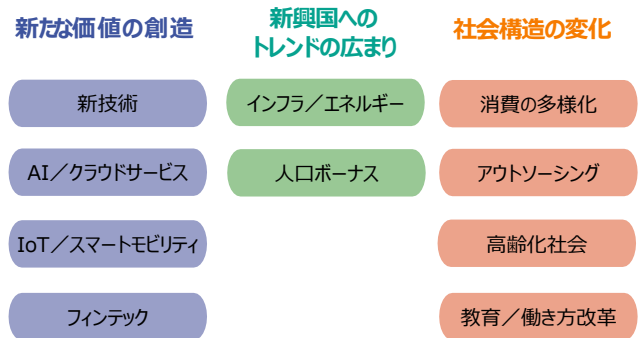 新たな価値の創造
新興国への
トレンドの広まり
社会構造の変化
新技術
インフラ／エネルギー
消費の多様化
AI／クラウドサービス
人口ボーナス
アウトソーシング
IoT／スマートモビリティ
高齢化社会
フィンテック
教育／働き方改革